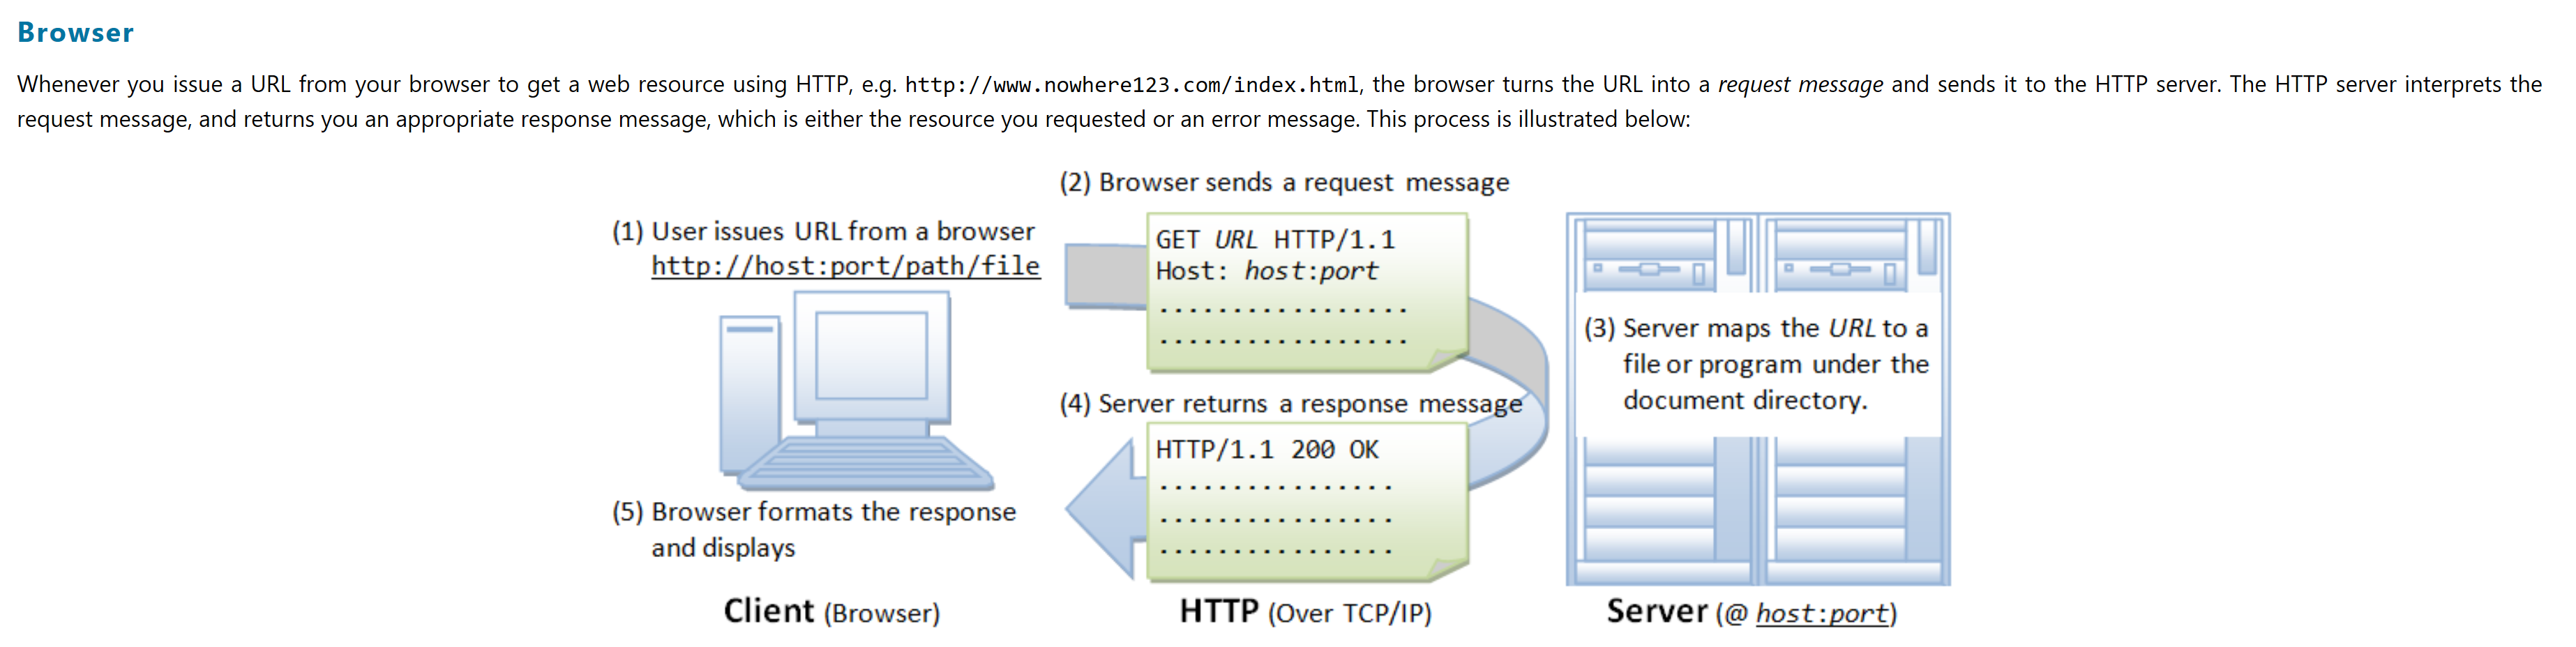 Browser
Whenever you issue a URL from your browser to get a web resource using HTTP, e.g. http://www.nowhere123.com/index.html, the browser turns the URL into a request message and sends it to the HTTP server. The HTTP server interprets the
request message, and returns you an appropriate response message, which is either the resource you requested or an error message. This process is illustrated below:
(2) Browser sends a request message
(1) User issues URL from a browser
http://host:port/path/file
GET URL HTTP/1.1
Host: host:port
.................
.................
(3) Server maps the URL to a
file or program under the
document directory.
(4) Server returns a response message
HTTP/1.1 200 OK
................
................
................
(5) Browser formats the response
and displays
Client (Browser)
HTTP (Over TCP/IP)
Server (@ host:port)